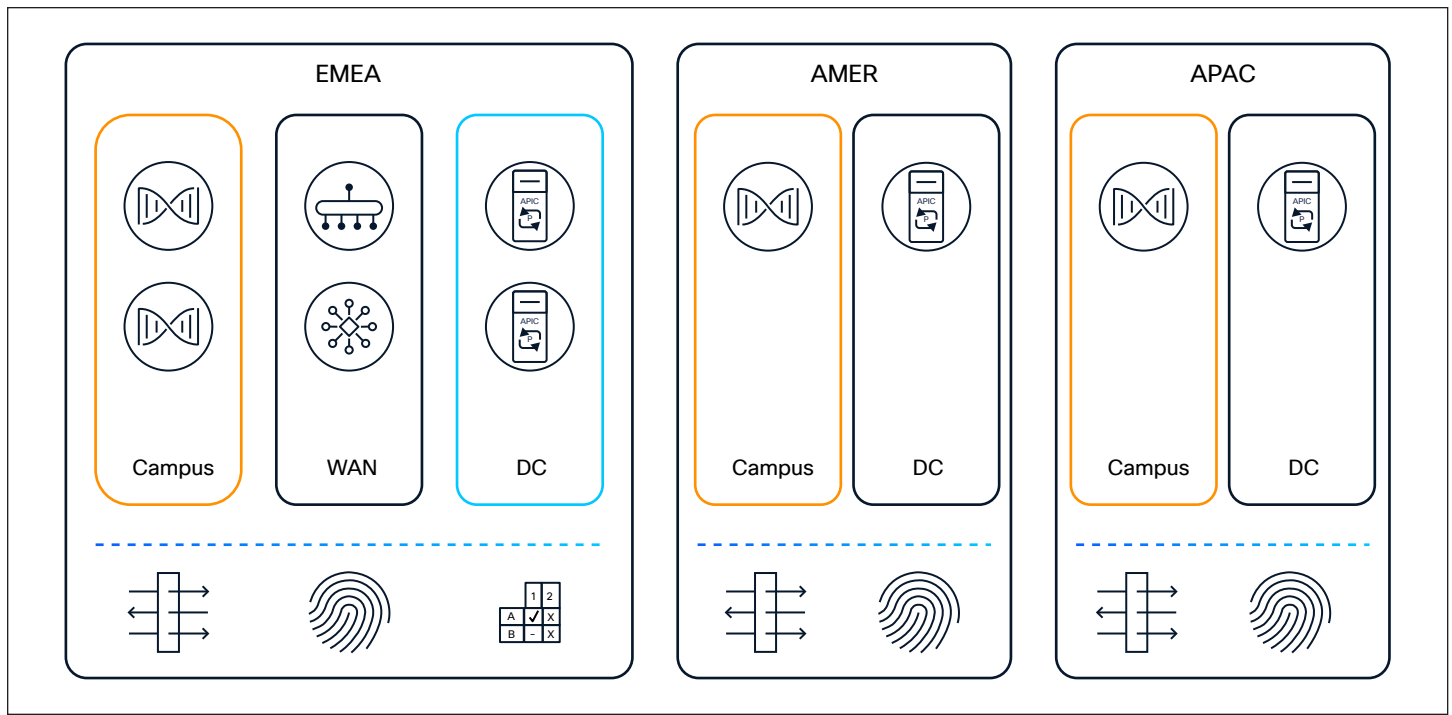 EMEA
AMER
APAC
APIC
P
APIC
P
APIC
P
APIC
P
Campus
WAN
DC
Campus
DC
Campus
DC
1 2
A ✓ X
B - X